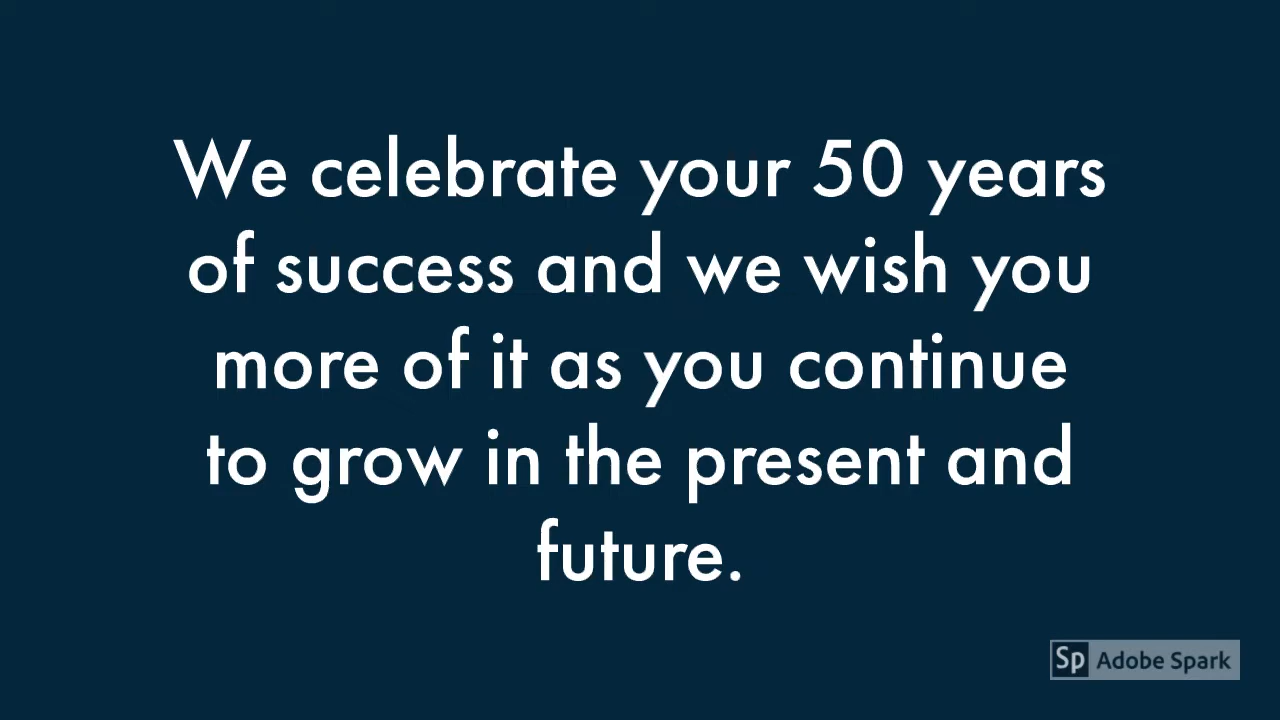 We celebrate your 50 years
of success and we wish you
more of it as you continue
to grow in the present and
future.
Sp Adobe Spark